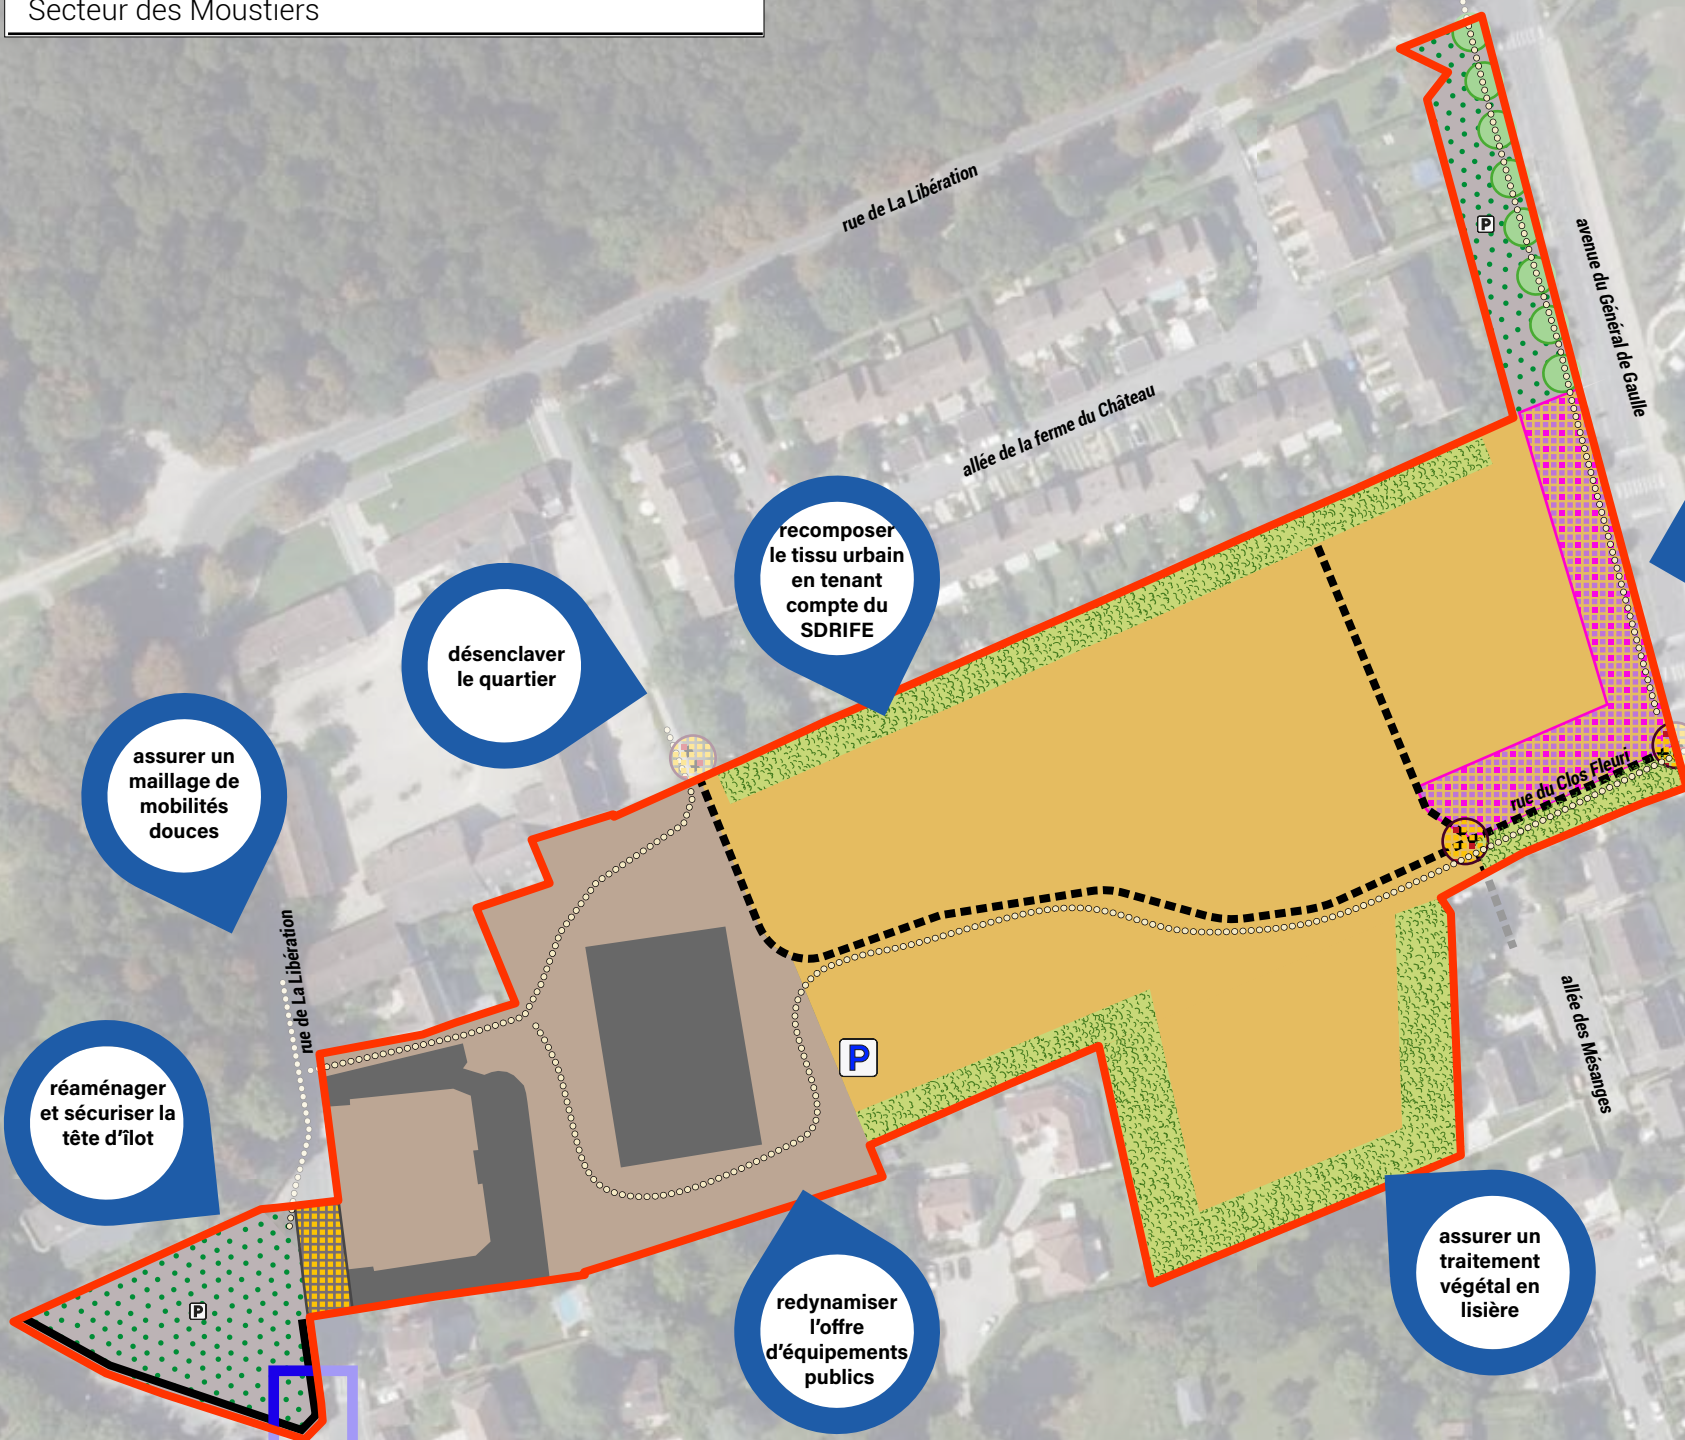 Secteur des Moustiers
rue de La Libération
P
avenue du Général de Gaulle
allée de la ferme du Château
recomposer
le tissu urbain
en tenant
compte du
SDRIFE
désenclaver
le quartier
assurer un
maillage de
mobilités
douces
rue du Clos Fleuri
rue de La Libération
allée des Mésanges
P
réaménager
et sécuriser la
tête d’îlot
assurer un
traitement
végétal en
lisière
P
redynamiser
l’offre
d’équipements
publics